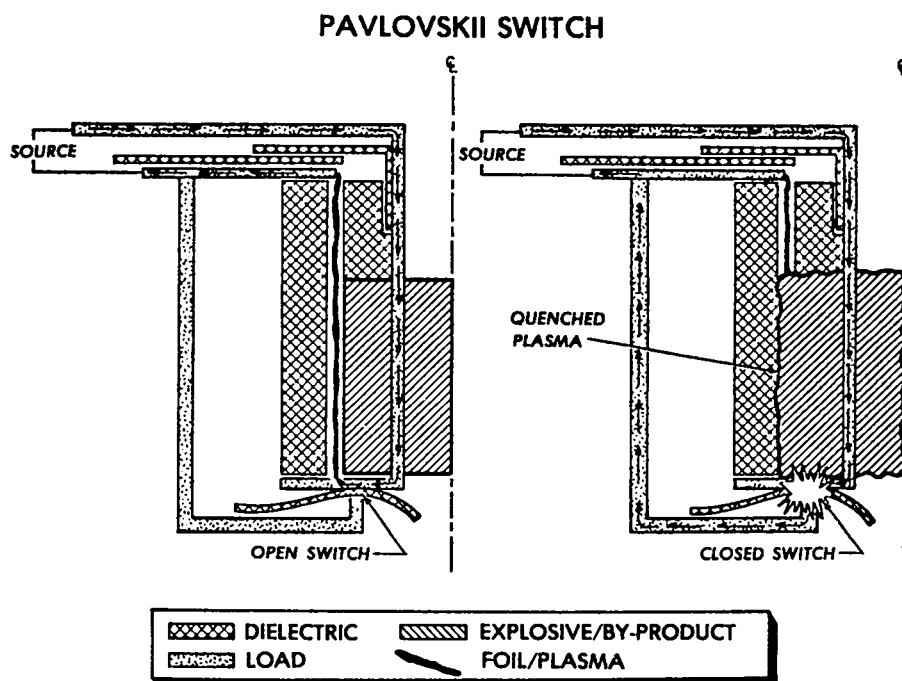 PAVLOVSKII SWITCH
℄
SOURCE
OPEN SWITCH
℄
SOURCE
QUENCHED
PLASMA
CLOSED SWITCH
DIELECTRIC
EXPLOSIVE/BY-PRODUCT
LOAD
FOIL/PLASMA